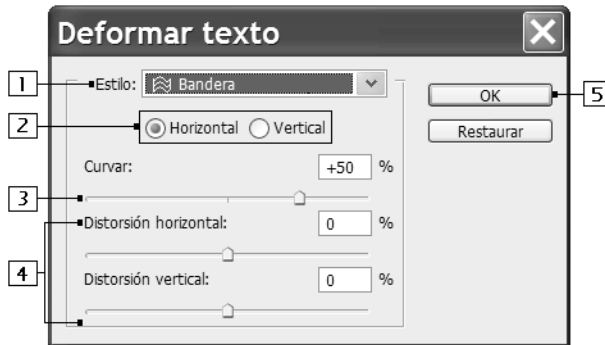 Deformar texto
1 Estilo: Bandera
OK 5
2 Horizontal Vertical
Restaurar
Curvar: +50 %
3
Distorsión horizontal: 0 %
4
Distorsión vertical: 0 %